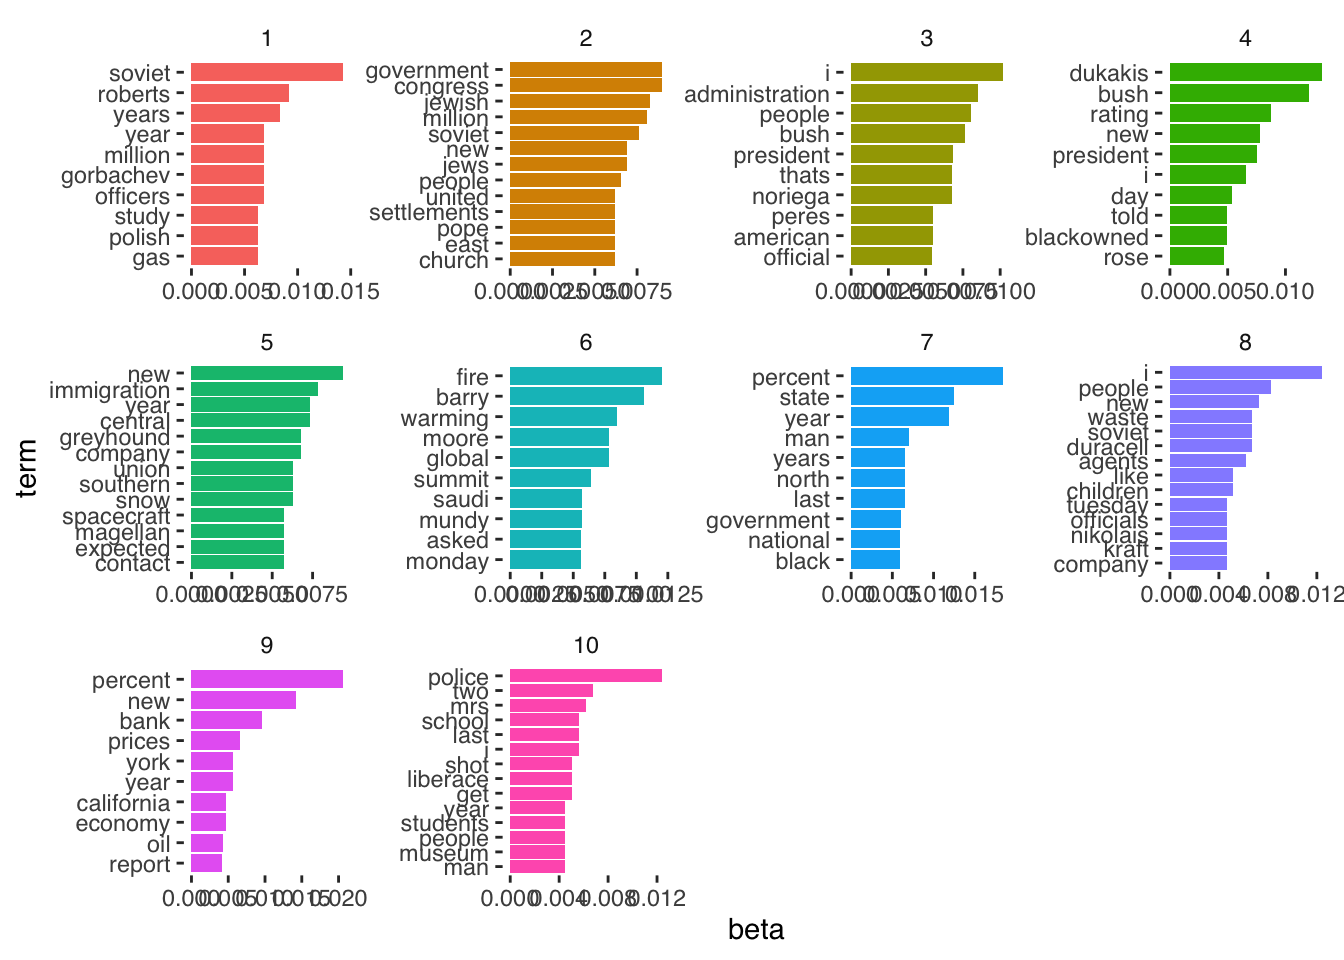 1
soviet
roberts
years
year
million
gorbachev
officers
study
polish
gas
0.000 0.005 0.010 0.015
2
government
congress
jewish
million
soviet
new
jews
people
united
settlements
pope
east
church
0.0000 0.0025 0.0050 0.0075
3
i
administration
people
bush
president
thats
noriega
peres
american
official
0.0000 0.0025 0.0050 0.0075 0.0100
4
dukakis
bush
rating
new
president
i
day
told
blackowned
rose
0.000 0.005 0.010
5
new
immigration
year
central
greyhound
company
union
southern
snow
spacecraft
magellan
expected
contact
0.0000 0.0025 0.0050 0.0075
6
fire
barry
warming
moore
global
summit
saudi
mundy
asked
monday
0.0000 0.0025 0.0050 0.0075 0.0100 0.0125
7
percent
state
year
man
years
north
last
government
national
black
0.000 0.005 0.010 0.015
8
i
people
new
waste
soviet
duracell
agents
like
children
tuesday
officials
nikolais
kraft
company
0.000 0.004 0.008 0.012
9
percent
new
bank
prices
york
year
california
economy
oil
report
0.000 0.005 0.010 0.015 0.020
10
police
two
mrs
school
last
i
shot
liberace
get
year
students
people
museum
man
0.000 0.004 0.008 0.012
term
beta